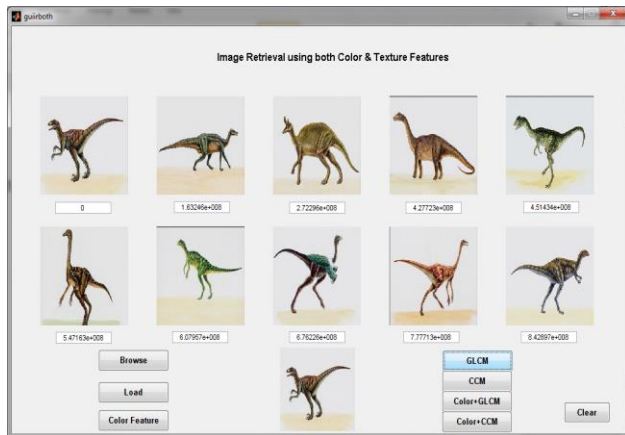 guirboth
Image Retrieval using both Color & Texture Features
0
1.63246e+008
2.72296e+008
4.27723e+008
4.51434e+008
5.47163e+008
6.07957e+008
6.76226e+008
7.77713e+008
8.42897e+008
Browse
GLCM
CCM
Load
Color+GLCM
Color Feature
Color+CCM
Clear